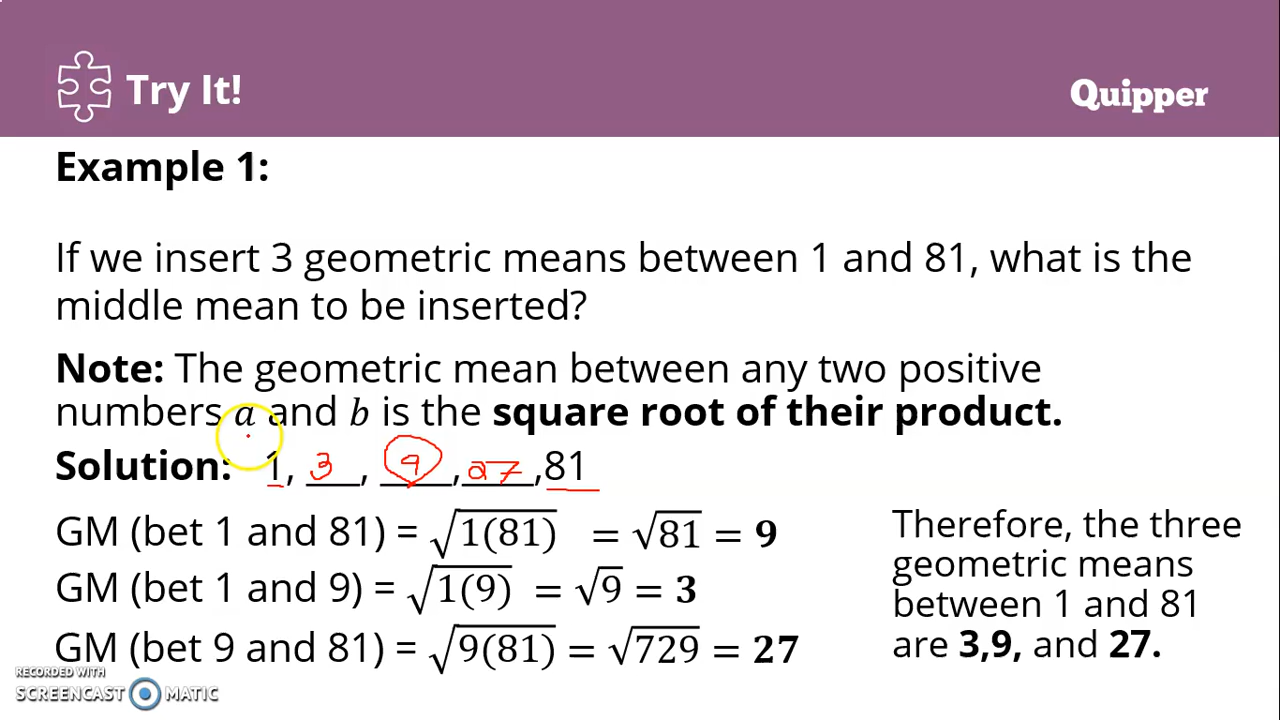 Try It!
Quipper
Example 1:
If we insert 3 geometric means between 1 and 81, what is the
middle mean to be inserted?
Note: The geometric mean between any two positive
numbers a and b is the square root of their product.
Solution: 1, 3, 9, 27, 81
GM (bet 1 and 81) = √1(81) = √81 = 9
GM (bet 1 and 9) = √1(9) = √9 = 3
GM (bet 9 and 81) = √9(81) = √729 = 27
Therefore, the three
geometric means
between 1 and 81
are 3,9, and 27.
RECORDED WITH
SCREENCAST MATIC